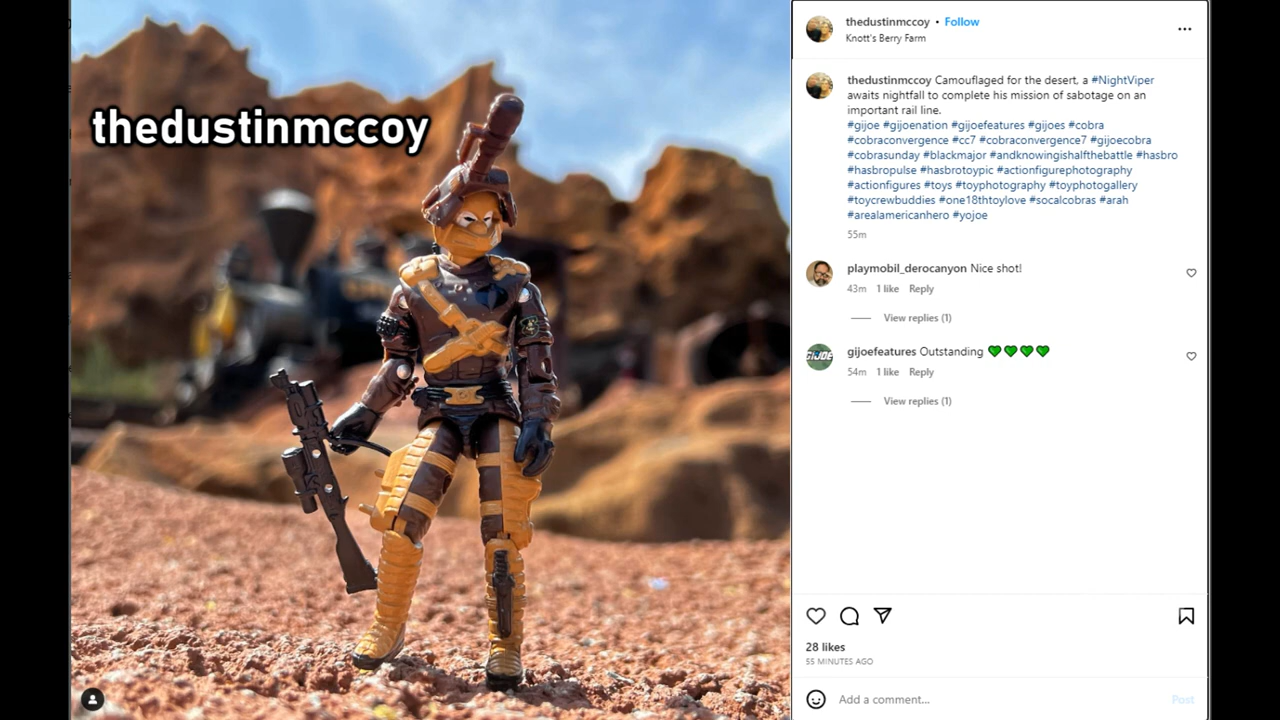 thedustinmccoy
thedustinmccoy • Follow
Knott's Berry Farm
thedustinmccoy Camouflaged for the desert, a #NightViper
awaits nightfall to complete his mission of sabotage on an
important rail line.
#gijoe #gijoenation #gijoefeatures #gijoes #cobra
#cobraconvergence #cc7 #cobraconvergence7 #gijoecobra
#cobrasunday #blackmajor #andknowingishalfthebattle #hasbro
#hasbropulse #hasbrotoypic #actionfigurephotography
#actionfigures #toys #toyphotography #toyphotogallery
#toycrewbuddies #one18thtoylove #socalcobras #arah
#arealamericanhero #yojoe
55m
playmobil_derocanyon Nice shot!
43m 1 like Reply
View replies (1)
GIJOE
gijoefeatures Outstanding 💚💚💚💚
54m 1 like Reply
View replies (1)
28 likes
55 MINUTES AGO
Add a comment... Post